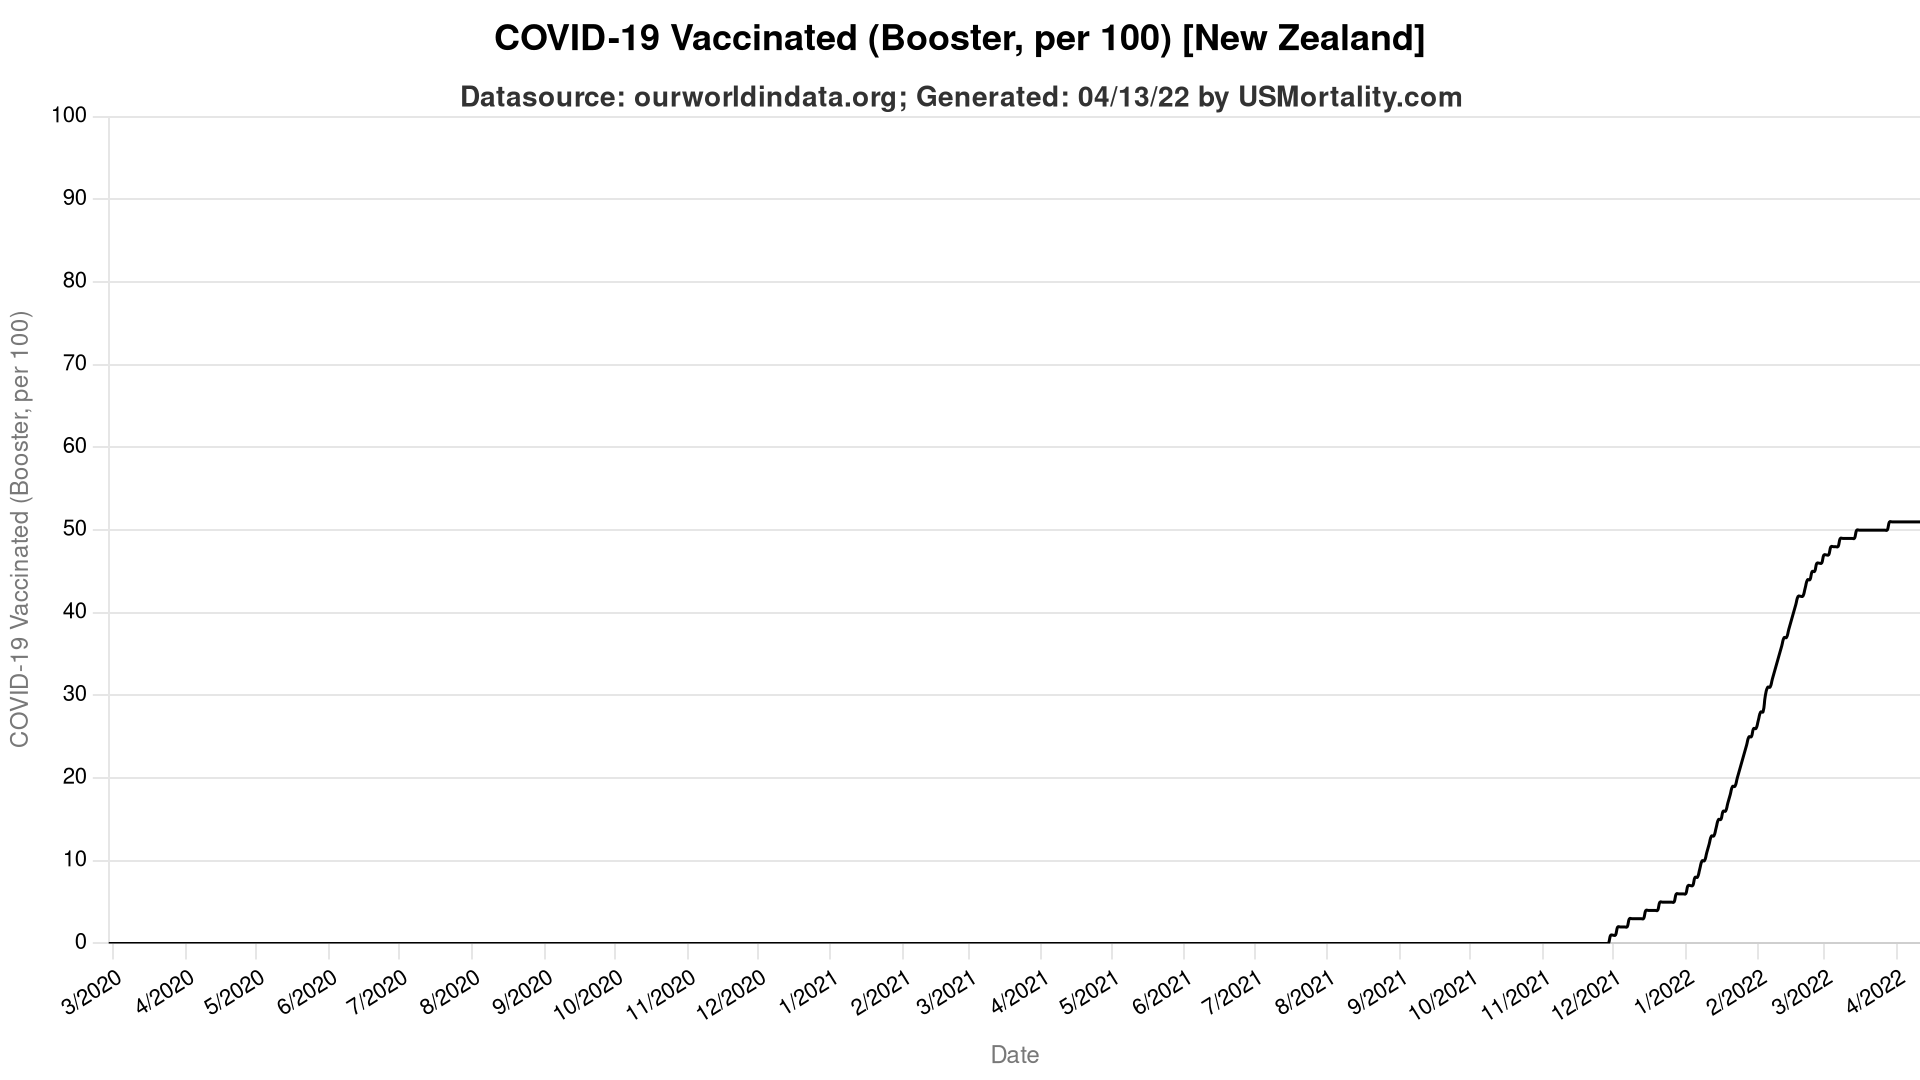 COVID-19 Vaccinated (Booster, per 100) [New Zealand]
Datasource: ourworldindata.org; Generated: 04/13/22 by USMortality.com
COVID-19 Vaccinated (Booster, per 100)
100
90
80
70
60
50
40
30
20
10
0
3/2020 4/2020 5/2020 6/2020 7/2020 8/2020 9/2020 10/2020 11/2020 12/2020 1/2021 2/2021 3/2021 4/2021 5/2021 6/2021 7/2021 8/2021 9/2021 10/2021 11/2021 12/2021 1/2022 2/2022 3/2022 4/2022
Date